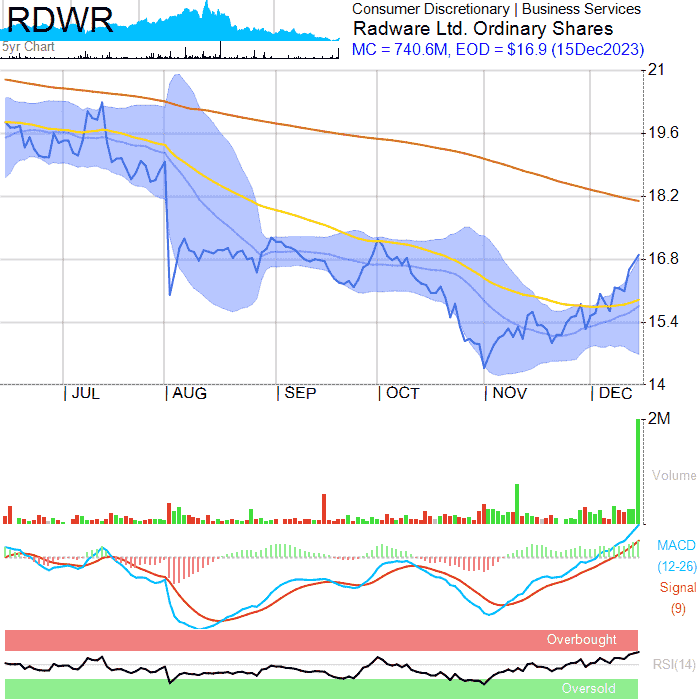 RDWR
5yr Chart
Consumer Discretionary | Business Services
Radware Ltd. Ordinary Shares
MC = 740.6M, EOD = $16.9 (15Dec2023)
21
19.6
18.2
16.8
15.4
14
JUL AUG SEP OCT NOV DEC
2M
Volume
MACD
(12-26)
Signal
(9)
Overbought
RSI(14)
Oversold